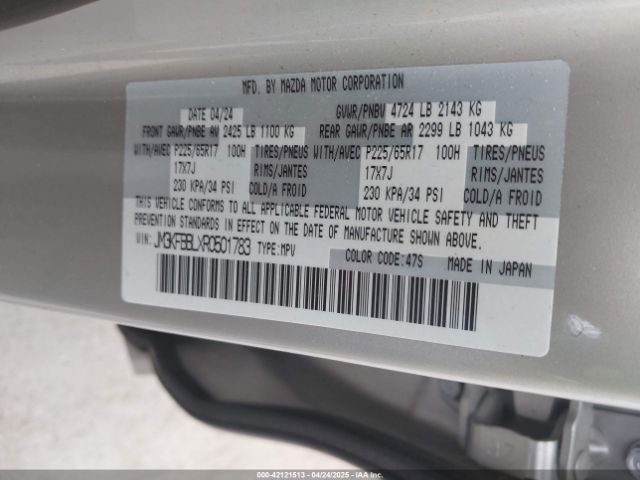 MFD. BY MAZDA MOTOR CORPORATION
DATE 04/24 GVWR/PNBV 4724 LB 2143 KG
FRONT GAWR/PNBE AV 2425 LB 1100 KG REAR GAWR/PNBE AR 2299 LB 1043 KG
WITH/AVEC P225/65R17 100H TIRES/PNEUS WITH/AVEC P225/65R17 100H TIRES/PNEUS
17X7J RIMS/JANTES 17X7J RIMS/JANTES
230 KPA/34 PSI COLD/A FROID 230 KPA/34 PSI COLD/A FROID
THIS VEHICLE CONFORMS TO ALL APPLICABLE FEDERAL MOTOR VEHICLE SAFETY AND THEFT
PREVENTION STANDARDS IN EFFECT ON THE DATE OF MANUFACTURE SHOWN ABOVE.
VIN: JM3KFBBLXR0501783 TYPE:MPV COLOR CODE:47S MADE IN JAPAN
000-42121513 - 04/24/2025 - IAAI.COM